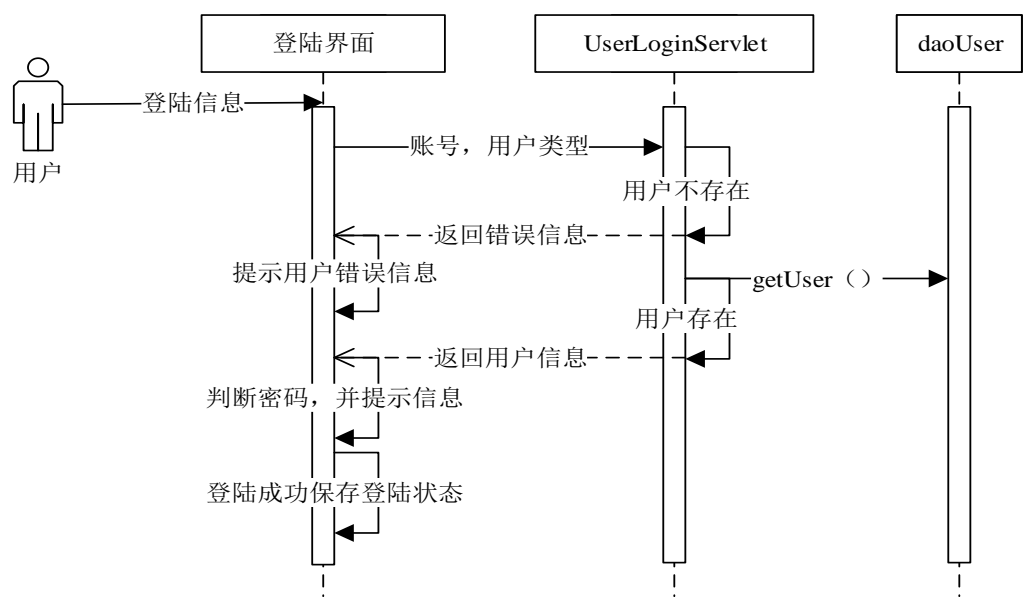 登陆界面
UserLoginServlet
daoUser
登陆信息
用户
账号，用户类型
用户不存在
返回错误信息
提示用户错误信息
getUser（）
用户存在
返回用户信息
判断密码，并提示信息
登陆成功保存登陆状态